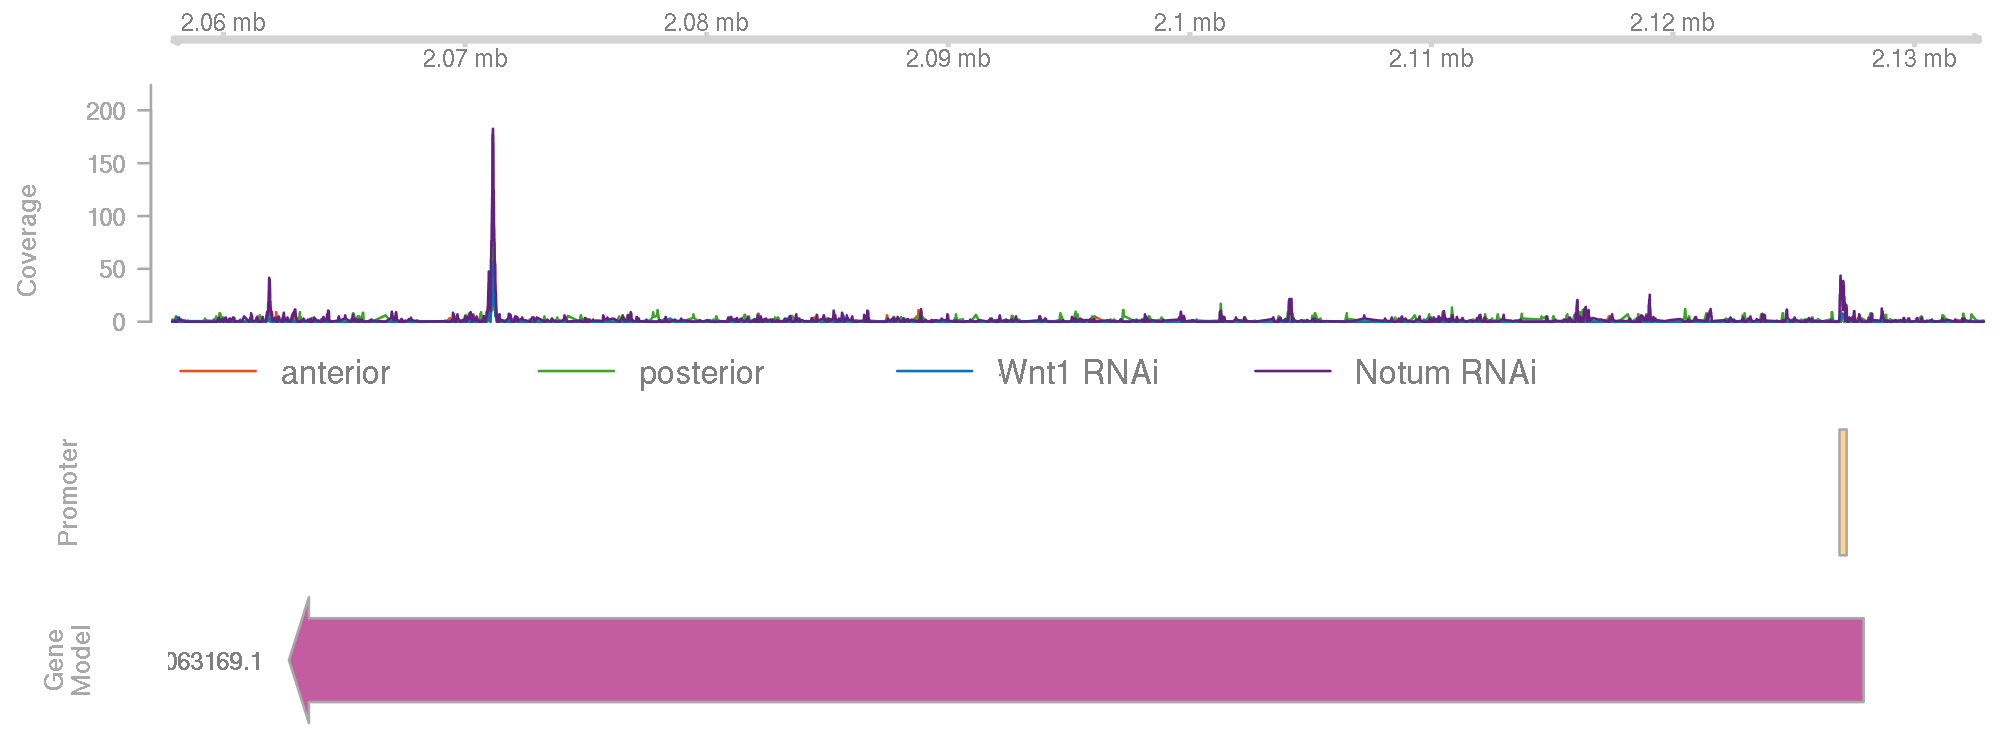 2.06 mb 2.08 mb 2.1 mb 2.12 mb
2.07 mb 2.09 mb 2.11 mb 2.13 mb
Coverage
200
150
100
50
0
anterior posterior Wnt1 RNAi Notum RNAi
Promoter
Gene
Model
063169.1